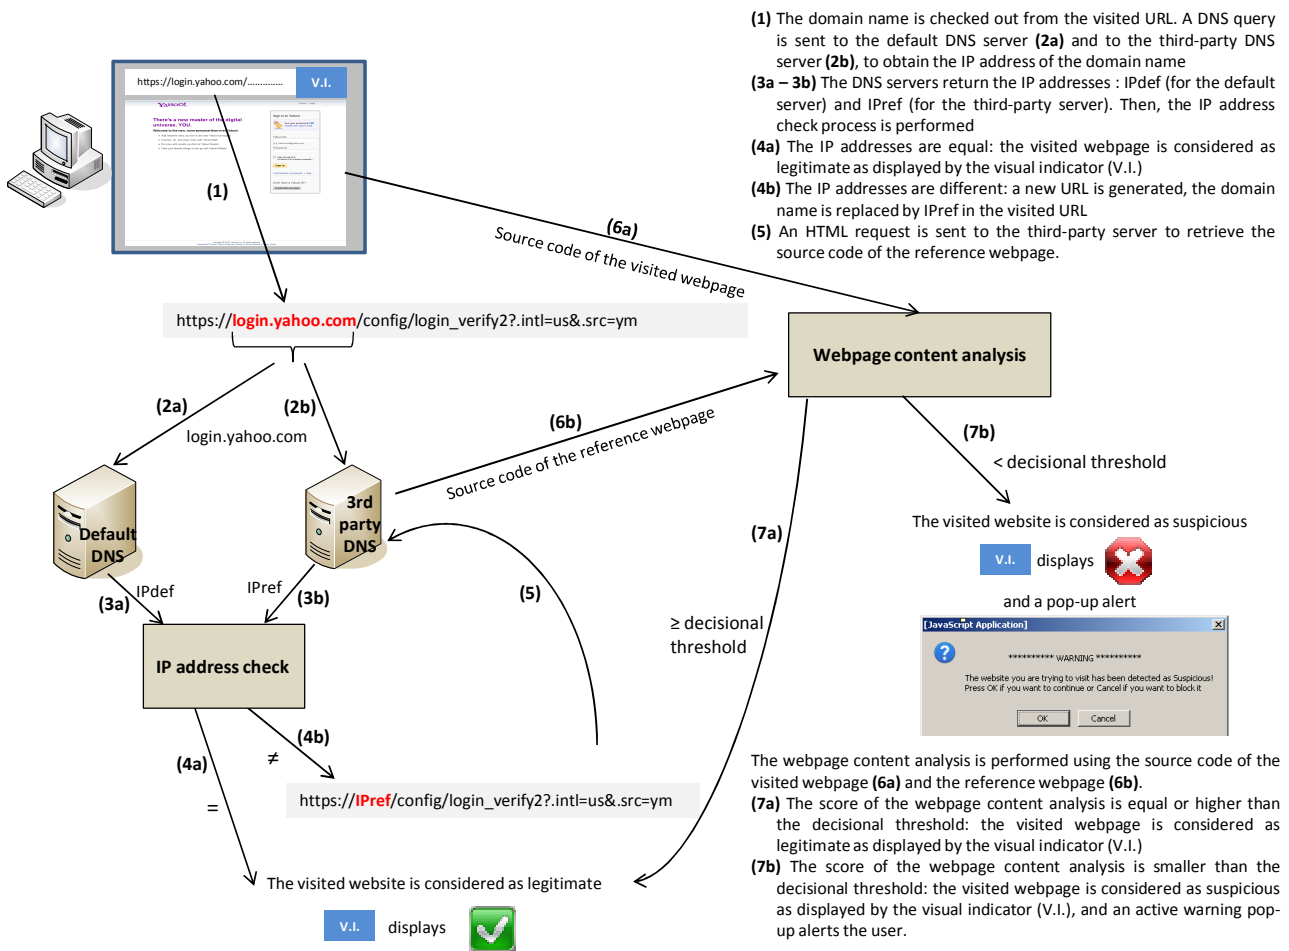 https://login.yahoo.com/..............
V.I.
YAHOO!
There's a new master of the digital
universe. YOU.
(1)
https://login.yahoo.com/config/login_verify2?.intl=us&.src=ym
(2a)
(2b)
login.yahoo.com
Default
DNS
3rd
party
DNS
(3a)
IPdef
IPref
(3b)
IP address check
(4a)
=
(4b)
≠
(5)
https://IPref/config/login_verify2?.intl=us&.src=ym
The visited website is considered as legitimate
V.I.
displays
(6a)
Source code of the visited webpage
(6b)
Source code of the reference webpage
Webpage content analysis
(7a)
≥ decisional
threshold
(7b)
< decisional threshold
The visited website is considered as suspicious
V.I.
displays
and a pop-up alert
[JavaScript Application]
********** WARNING **********
The website you are trying to visit has been detected as Suspicious!
Press OK if you want to continue or Cancel if you want to block it
OK
Cancel
(1) The domain name is checked out from the visited URL. A DNS query
is sent to the default DNS server (2a) and to the third-party DNS
server (2b), to obtain the IP address of the domain name
(3a – 3b) The DNS servers return the IP addresses : IPdef (for the default
server) and IPref (for the third-party server). Then, the IP address
check process is performed
(4a) The IP addresses are equal: the visited webpage is considered as
legitimate as displayed by the visual indicator (V.I.)
(4b) The IP addresses are different: a new URL is generated, the domain
name is replaced by IPref in the visited URL
(5) An HTML request is sent to the third-party server to retrieve the
source code of the reference webpage.
The webpage content analysis is performed using the source code of the
visited webpage (6a) and the reference webpage (6b).
(7a) The score of the webpage content analysis is equal or higher than
the decisional threshold: the visited webpage is considered as
legitimate as displayed by the visual indicator (V.I.)
(7b) The score of the webpage content analysis is smaller than the
decisional threshold: the visited webpage is considered as suspicious
as displayed by the visual indicator (V.I.), and an active warning pop-
up alerts the user.